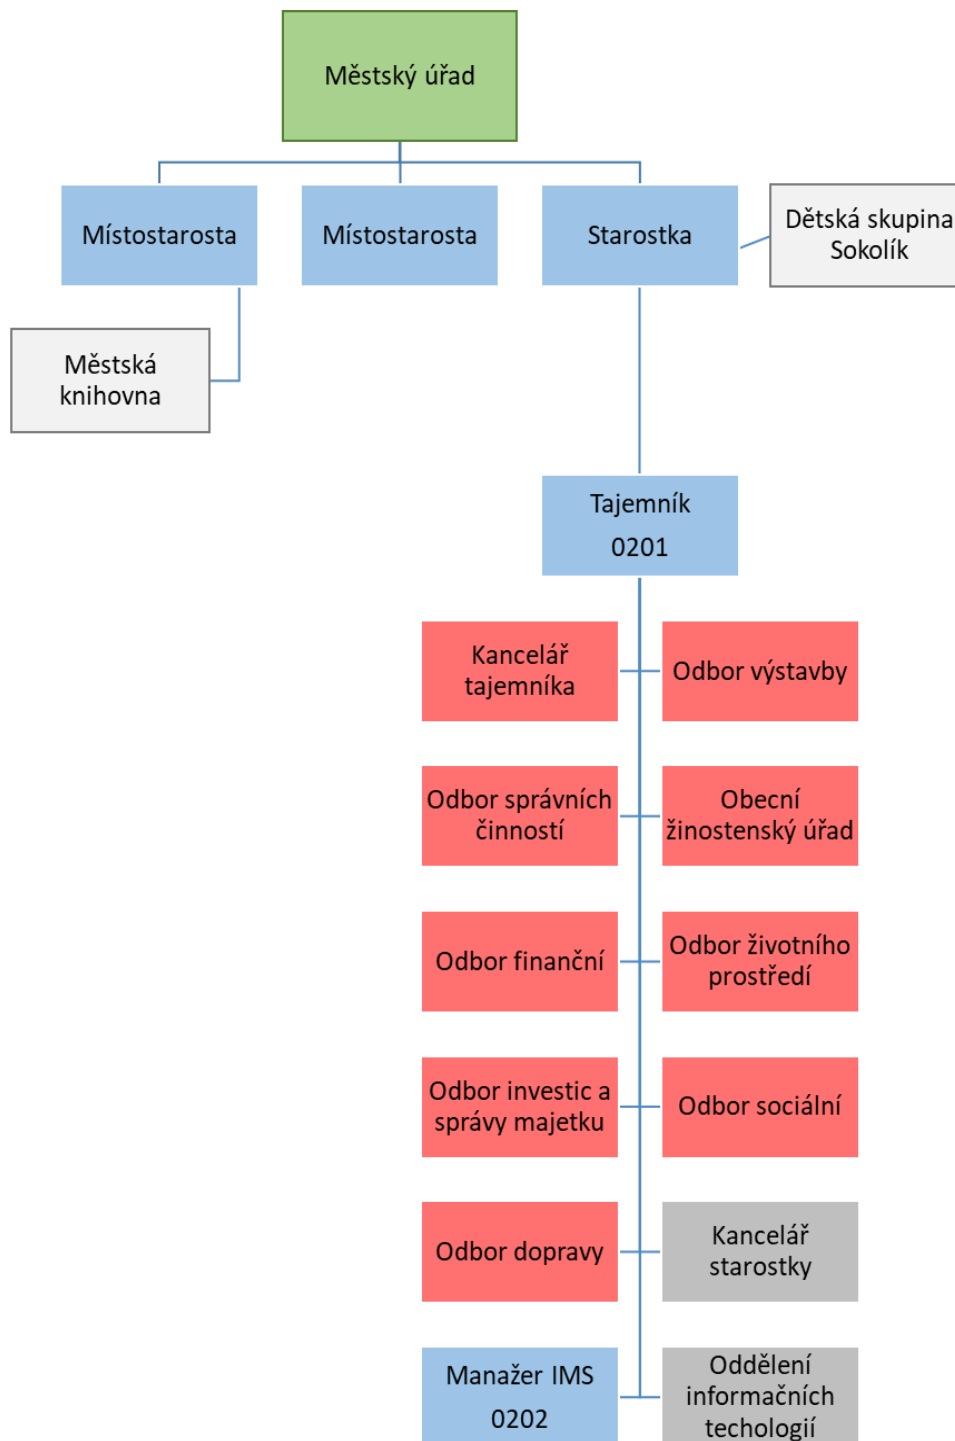 Městský úřad
Místostarosta
Místostarosta
Starostka
Dětská skupina
Sokolík
Městská
knihovna
Tajemník
0201
Kancelář
tajemníka
Odbor výstavby
Odbor správních
činností
Obecní
žinostenský úřad
Odbor finanční
Odbor životního
prostředí
Odbor investic a
správy majetku
Odbor sociální
Odbor dopravy
Kancelář
starostky
Manažer IMS
0202
Oddělení
informačních
techologií